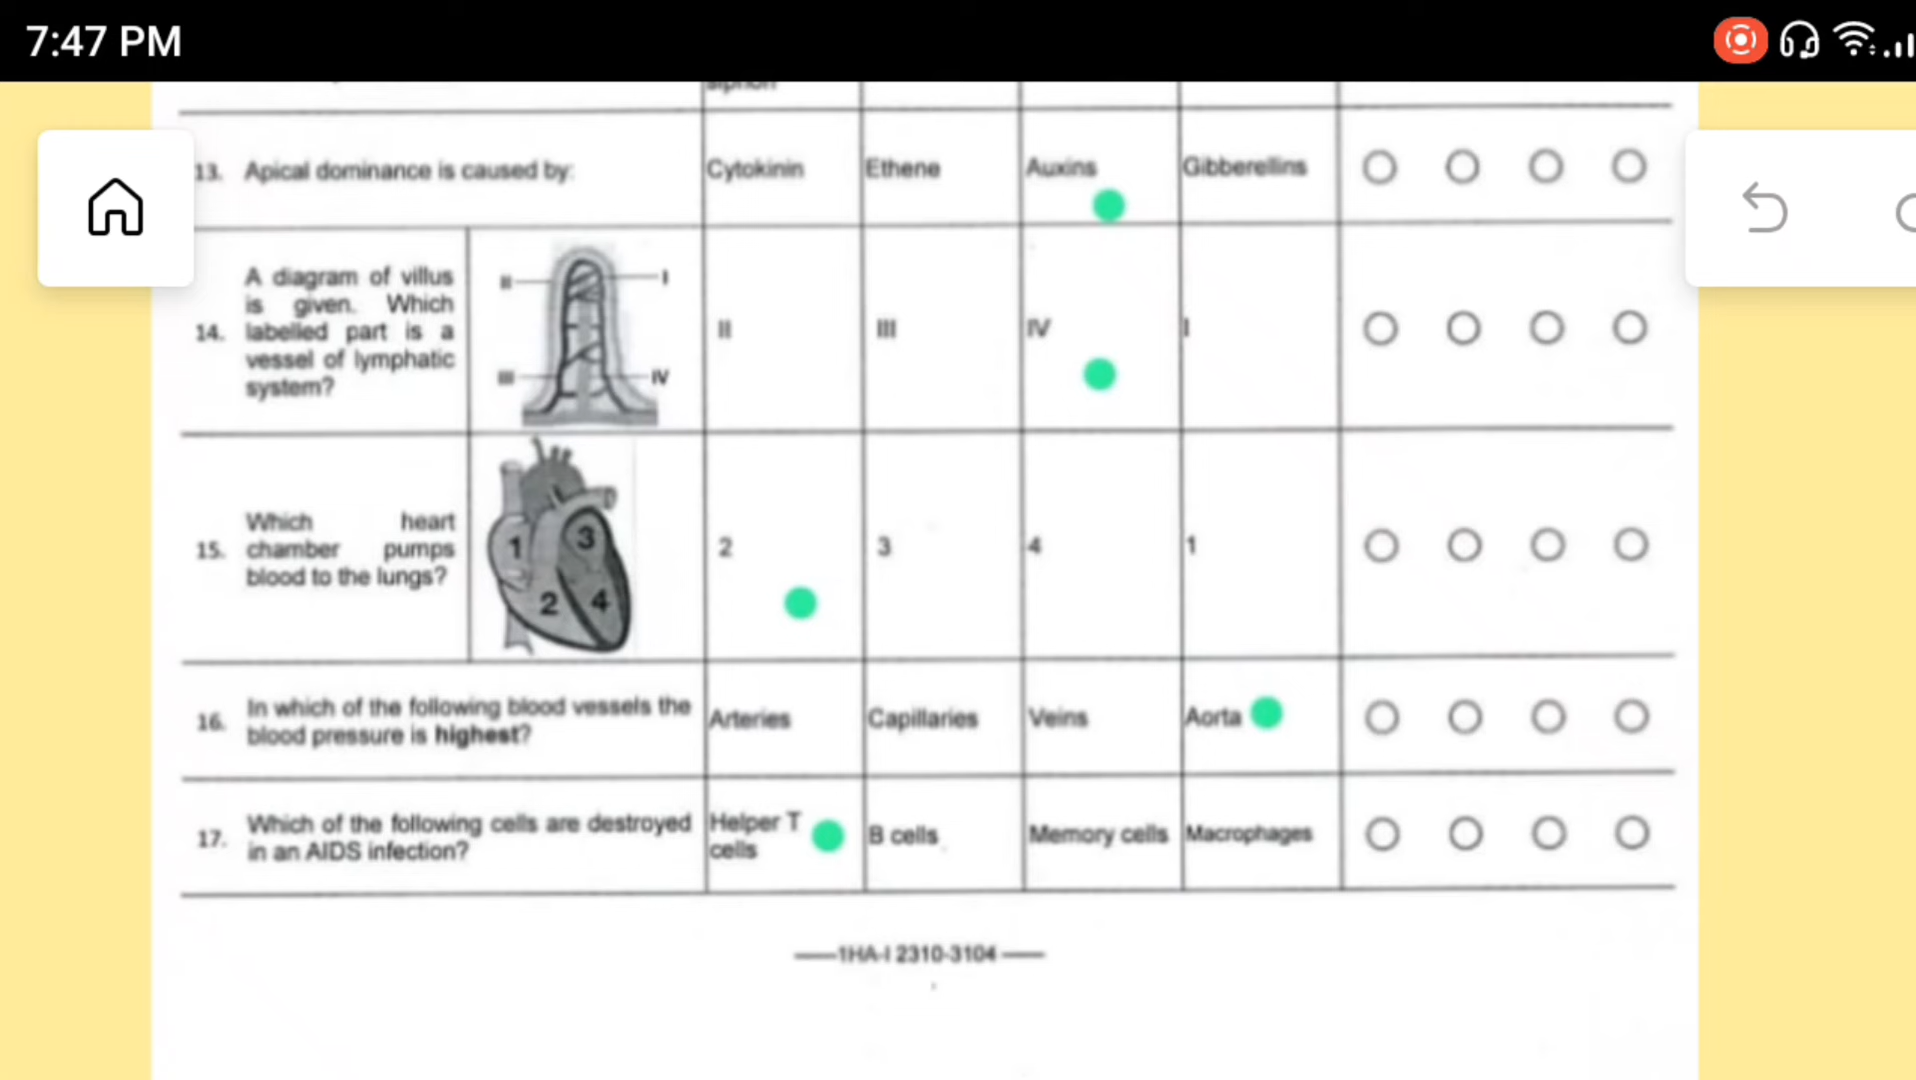 7:47 PM
13. Apical dominance is caused by: Cytokinin Ethene Auxins Gibberellins
A diagram of villus
is given. Which
14. labelled part is a
vessel of lymphatic
system?
II I
III IV
II III IV I
Which heart
15. chamber pumps
blood to the lungs?
1 3
2 4
2 3 4 1
16. In which of the following blood vessels the
blood pressure is highest?
Arteries Capillaries Veins Aorta
17. Which of the following cells are destroyed
in an AIDS infection?
Helper T
cells
B cells Memory cells Macrophages
1HA-I 2310-3104